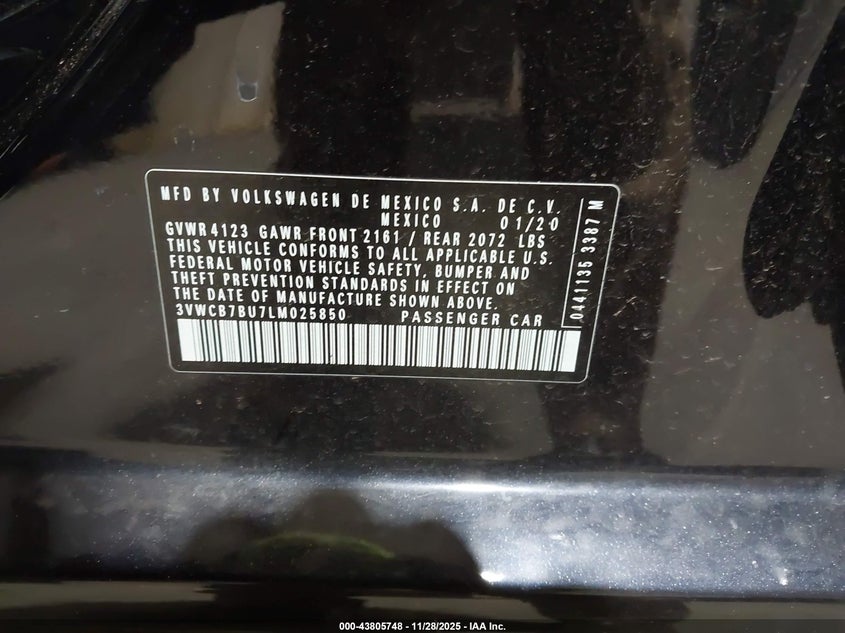 MFD BY VOLKSWAGEN DE MEXICO S.A. DE C.V.
MEXICO 01/20
GVWR 4123 GAWR FRONT 2161 / REAR 2072 LBS
THIS VEHICLE CONFORMS TO ALL APPLICABLE U.S.
FEDERAL MOTOR VEHICLE SAFETY, BUMPER AND
THEFT PREVENTION STANDARDS IN EFFECT ON
THE DATE OF MANUFACTURE SHOWN ABOVE.
3VWCB7BU7LM025850 PASSENGER CAR
0441135 3387 M
000-43805748 - 11/28/2025 - IAA Inc.